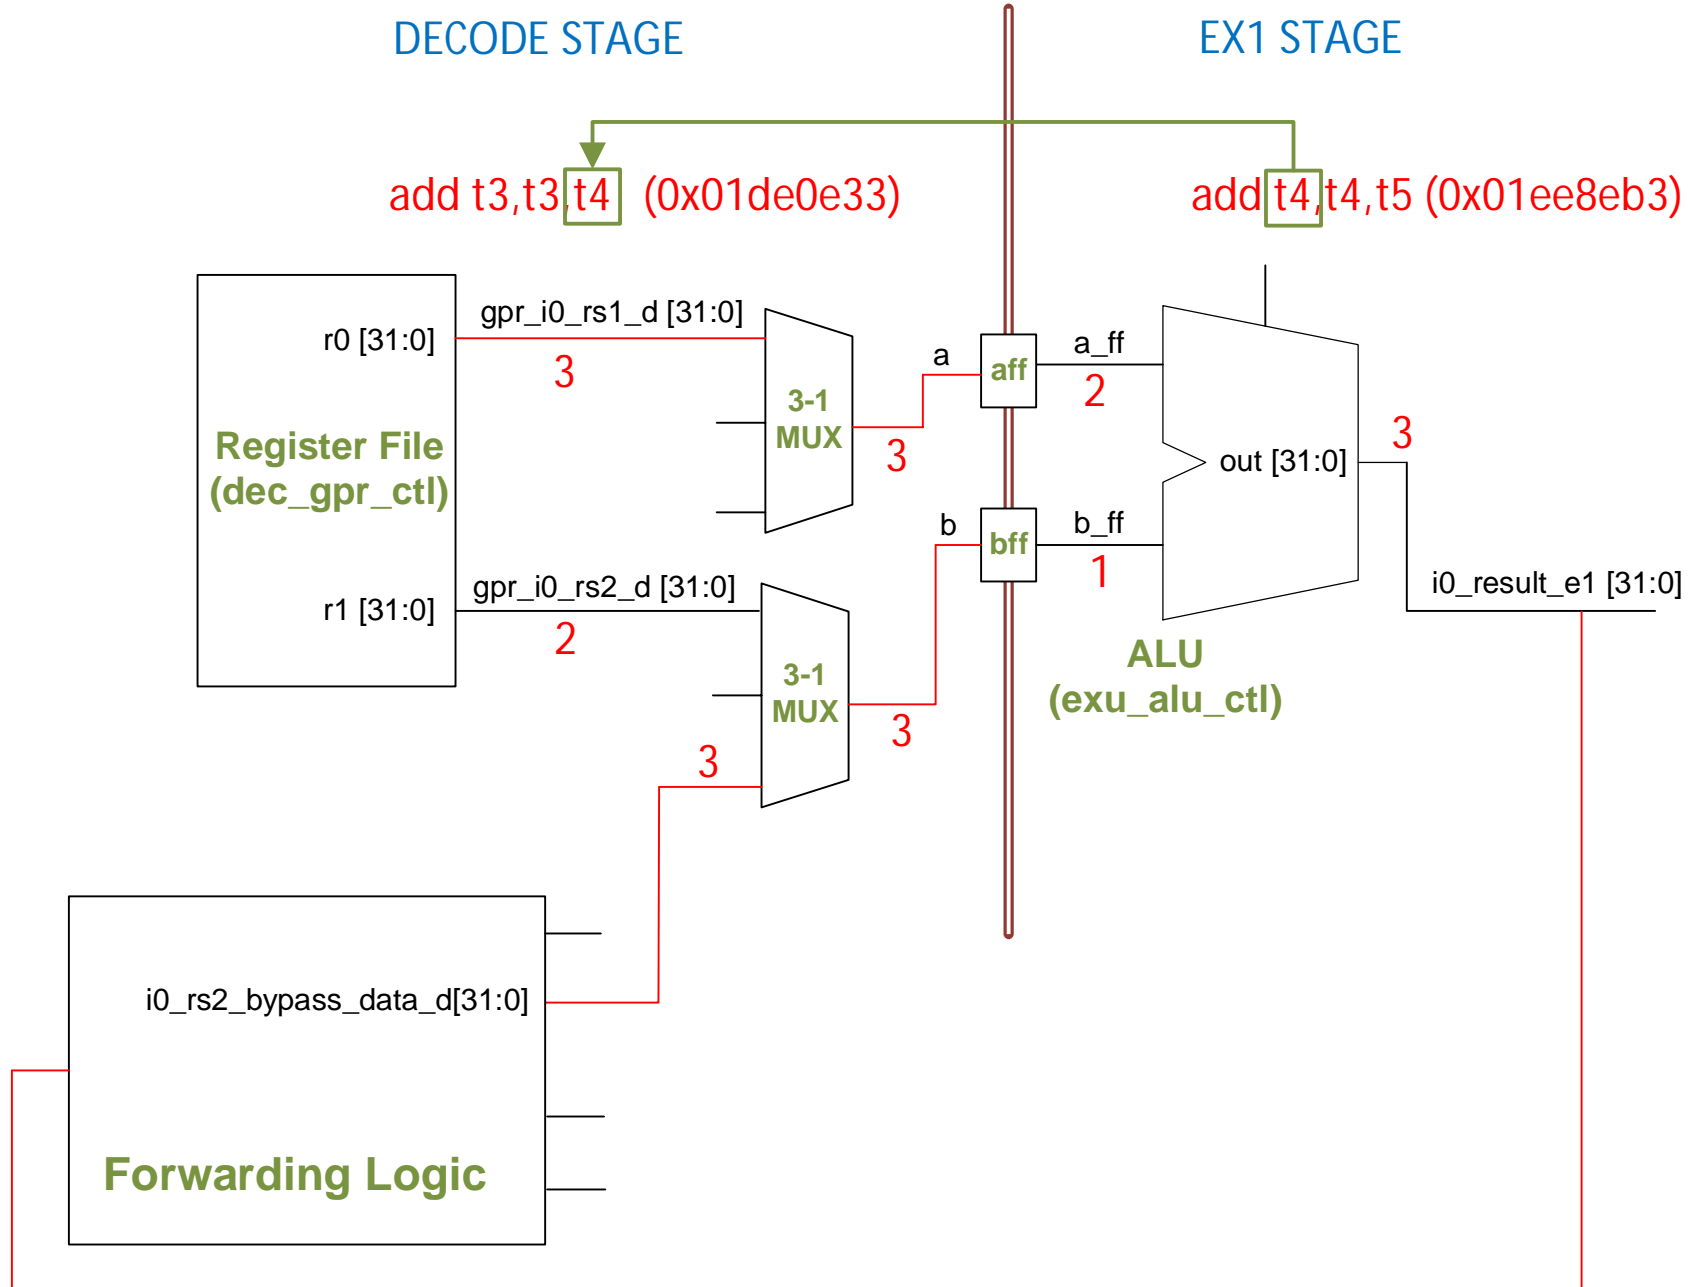 DECODE STAGE
EX1 STAGE
add t3,t3,t4 (0x01de0e33)
add t4,t4,t5 (0x01ee8eb3)
r0 [31:0]
gpr_i0_rs1_d [31:0]
3
Register File
(dec_gpr_ctl)
3-1
MUX
3
a
aff
a_ff
2
out [31:0]
3
r1 [31:0]
gpr_i0_rs2_d [31:0]
2
3-1
MUX
3
3
b
bff
b_ff
1
i0_result_e1 [31:0]
ALU
(exu_alu_ctl)
i0_rs2_bypass_data_d[31:0]
Forwarding Logic